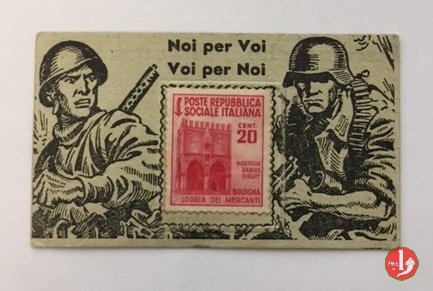 Noi per Voi
Voi per Noi
POSTE REPUBBLICA
SOCIALE ITALIANA
CENT.
20
HOSTIUM
RABIES
DIRUIT
BOLOGNA
LOGGIA DEI MERCANTI